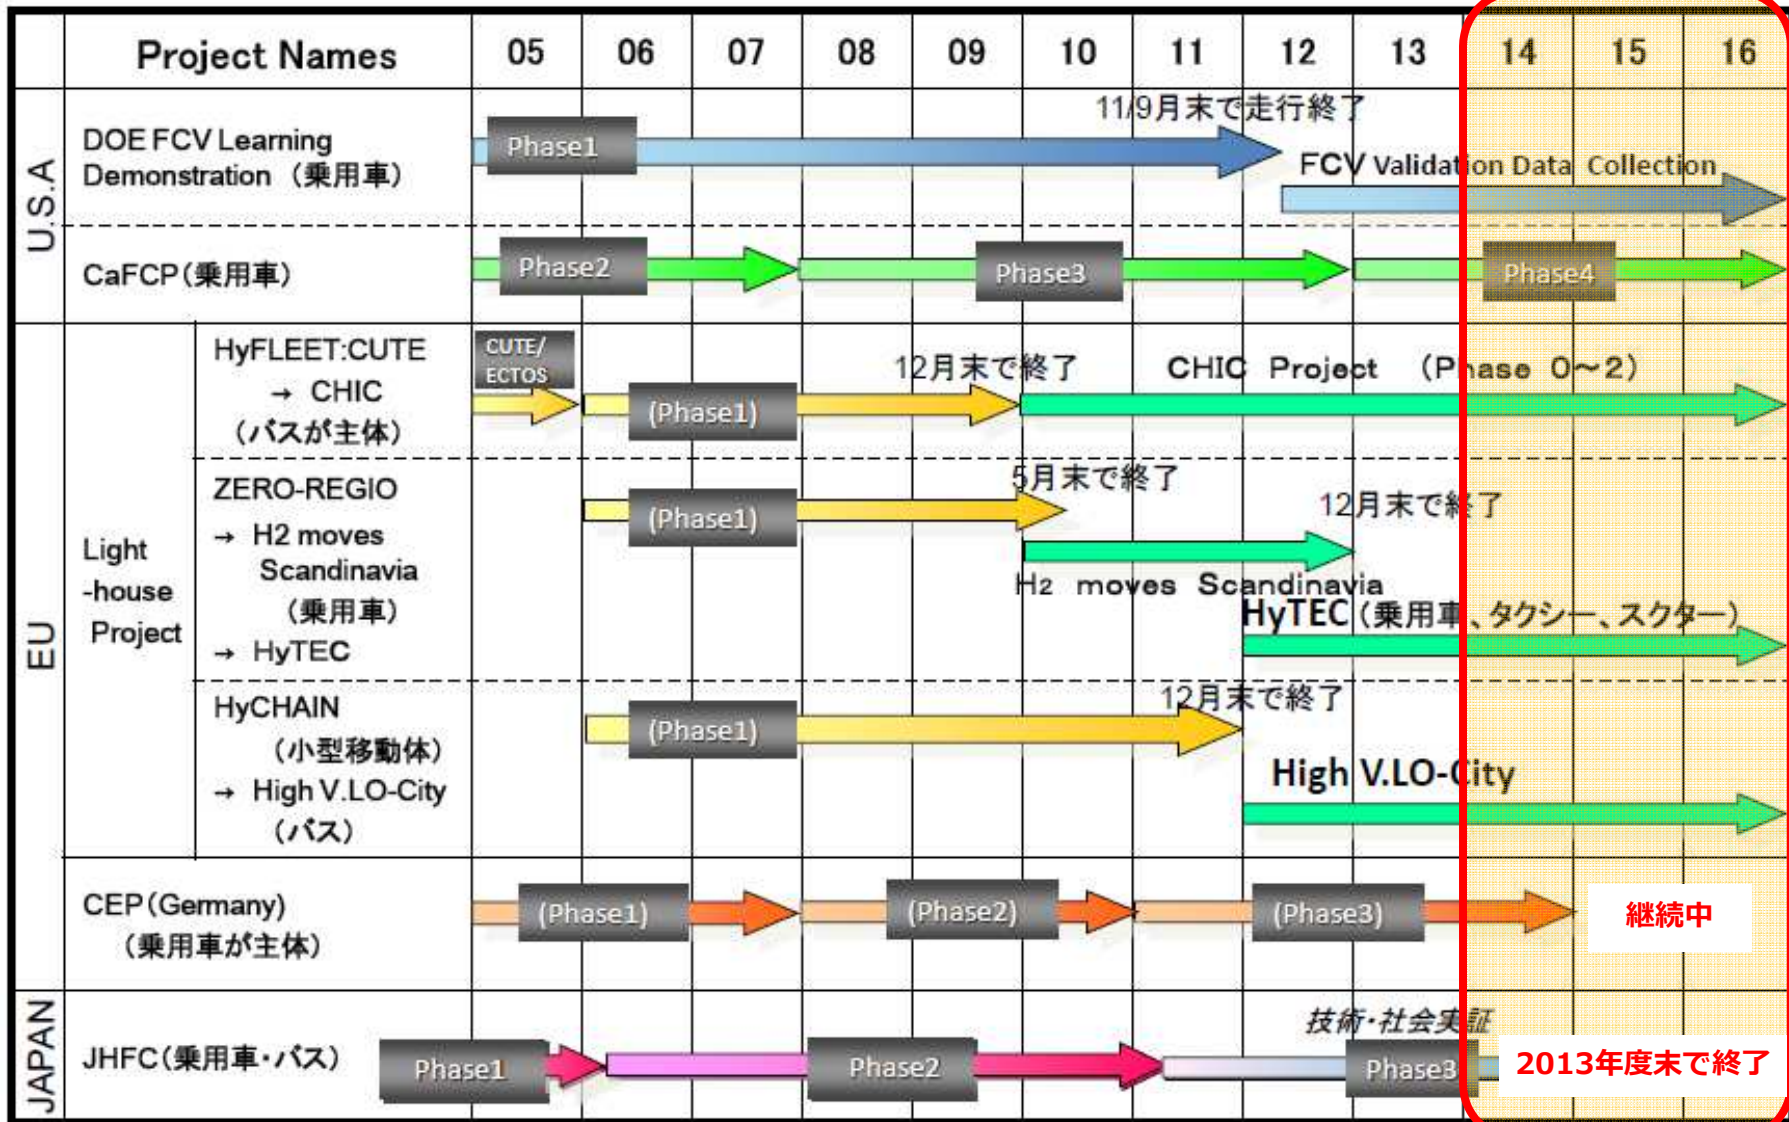 Project Names
05 06 07 08 09 10 11 12 13 14 15 16
U.S.A
DOE FCV Learning
Demonstration （乗用車）
Phase1
11/9月末で走行終了
FCV Validation Data Collection
CaFCP（乗用車）
Phase2
Phase3
Phase4
EU
Light
-house
Project
HyFLEET:CUTE
→ CHIC
（バスが主体）
CUTE/
ECTOS
(Phase1)
12月末で終了
CHIC Project （Phase 0～2）
ZERO-REGIO
→ H2 moves
Scandinavia
（乗用車）
→ HyTEC
(Phase1)
5月末で終了
12月末で終了
H2 moves Scandinavia
HyTEC（乗用車、タクシー、スクター）
HyCHAIN
（小型移動体）
→ High V.LO-City
（バス）
(Phase1)
12月末で終了
High V.LO-City
CEP（Germany)
（乗用車が主体）
(Phase1)
(Phase2)
(Phase3)
継続中
JAPAN
JHFC（乗用車・バス）
Phase1
Phase2
技術・社会実証
Phase3
2013年度末で終了